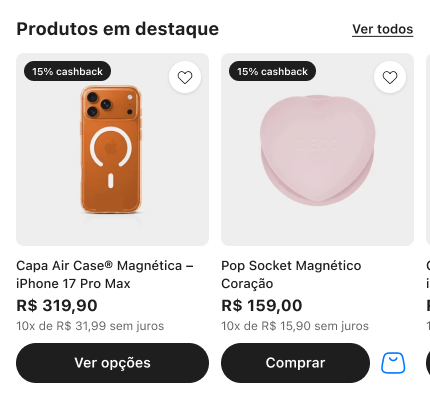 Produtos em destaque
Ver todos
15% cashback
15% cashback
Capa Air Case® Magnética –
iPhone 17 Pro Max
R$ 319,90
10x de R$ 31,99 sem juros
Ver opções
Pop Socket Magnético
Coração
R$ 159,00
10x de R$ 15,90 sem juros
Comprar